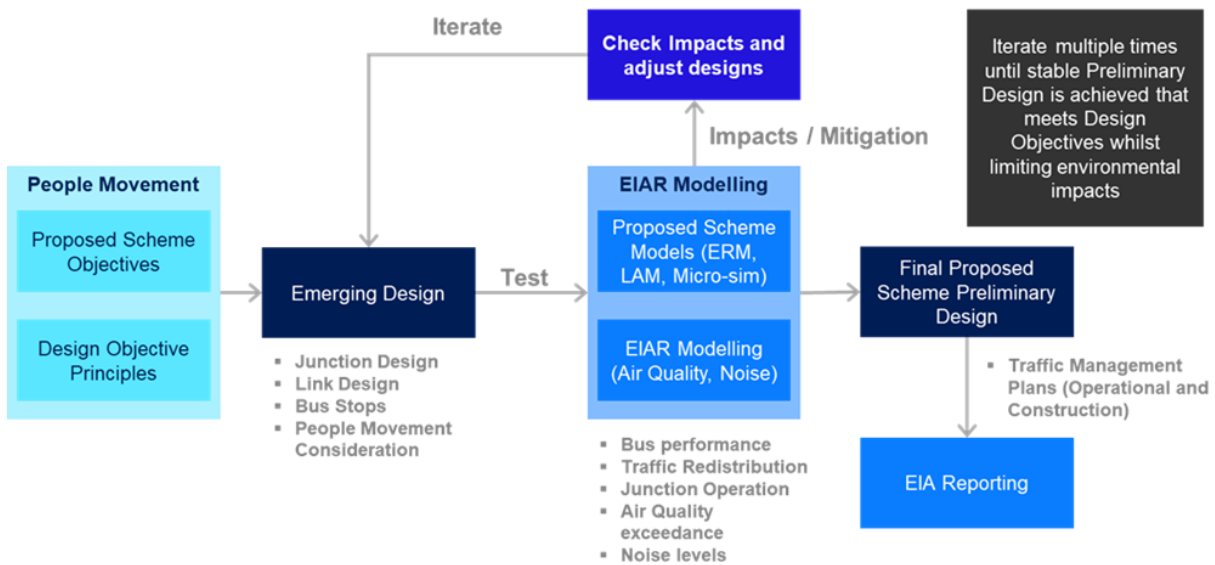 Iterate
Check Impacts and
adjust designs
Iterate multiple times
until stable Preliminary
Design is achieved that
meets Design
Objectives whilst
limiting environmental
impacts
Impacts / Mitigation
People Movement
Proposed Scheme
Objectives
Design Objective
Principles
Emerging Design
▪ Junction Design
▪ Link Design
▪ Bus Stops
▪ People Movement
Consideration
Test
EIAR Modelling
Proposed Scheme
Models (ERM,
LAM, Micro-sim)
EIAR Modelling
(Air Quality, Noise)
▪ Bus performance
▪ Traffic Redistribution
▪ Junction Operation
▪ Air Quality
exceedance
▪ Noise levels
Final Proposed
Scheme Preliminary
Design
▪ Traffic Management
Plans (Operational and
Construction)
EIA Reporting